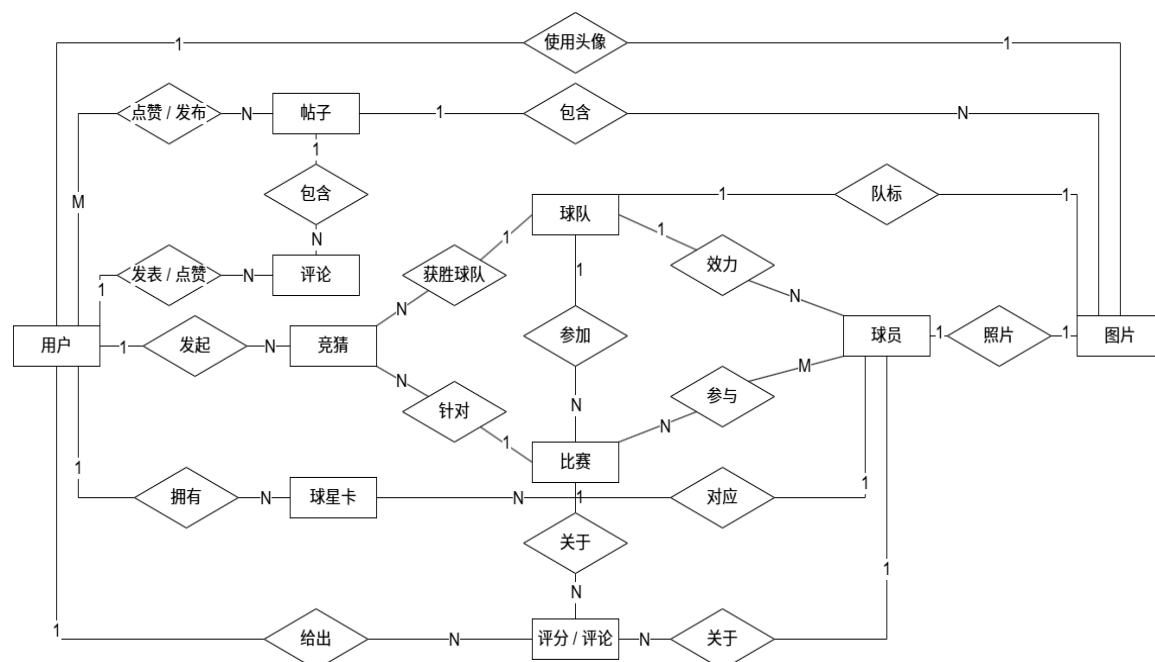 1 使用头像 1
点赞 / 发布 N 帖子 1 包含 N
1
M 包含 1 队标 1
球队
N 1 1
效力
发表 / 点赞 N 评论 获胜球队 1
1 N N
参加
用户 1 发起 N 竞猜 球员 1 照片 1 图片
N M
针对 N 参与
1 N
比赛
1 1
拥有 N 球星卡 N 1 对应
关于
1
N
1 给出 N 评分 / 评论 N 关于